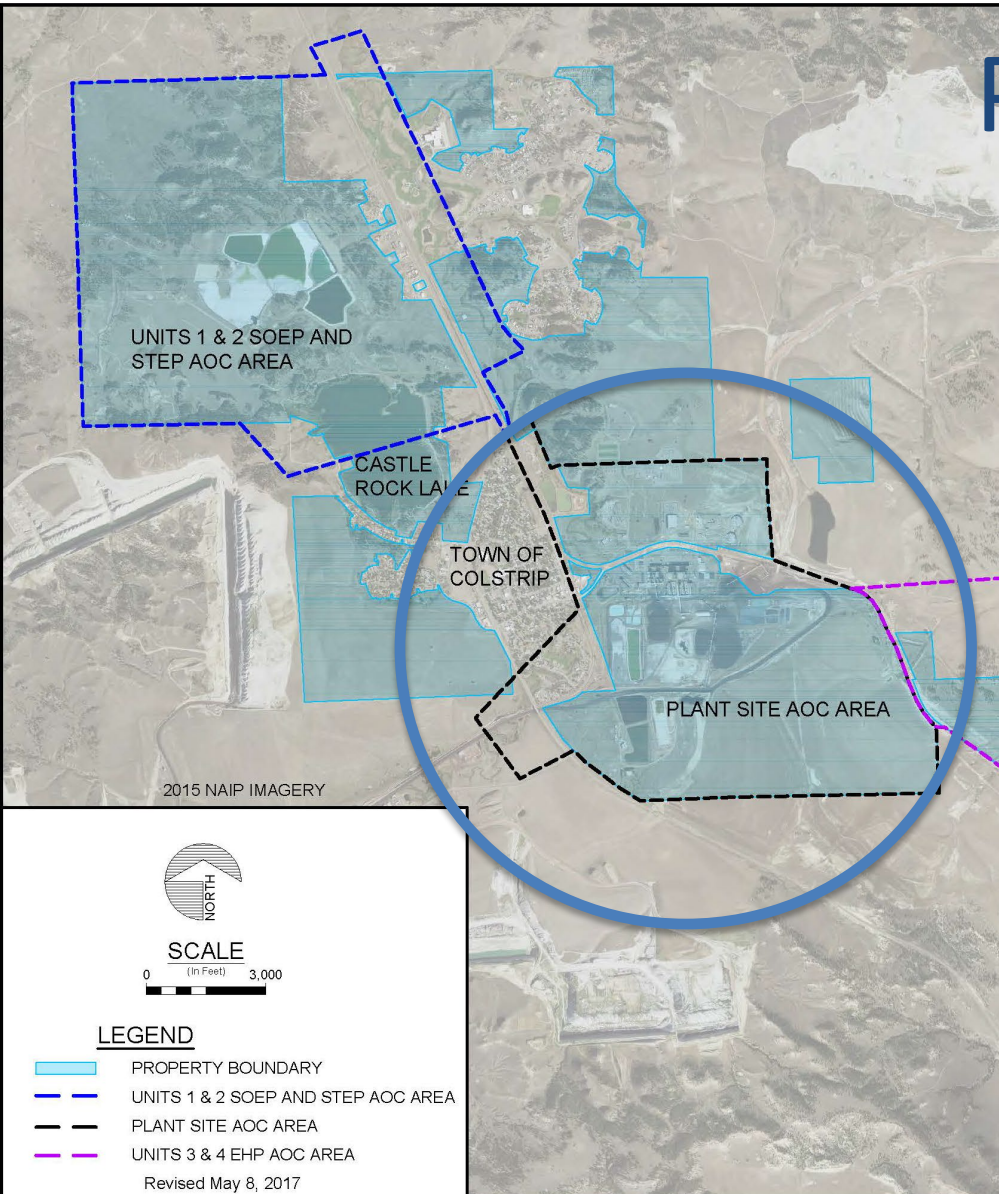 UNITS 1 & 2 SOEP AND
STEP AOC AREA
CASTLE
ROCK LAKE
TOWN OF
COLSTRIP
PLANT SITE AOC AREA
2015 NAIP IMAGERY
NORTH
SCALE
(In Feet)
0 3,000
LEGEND
PROPERTY BOUNDARY
UNITS 1 & 2 SOEP AND STEP AOC AREA
PLANT SITE AOC AREA
UNITS 3 & 4 EHP AOC AREA
Revised May 8, 2017